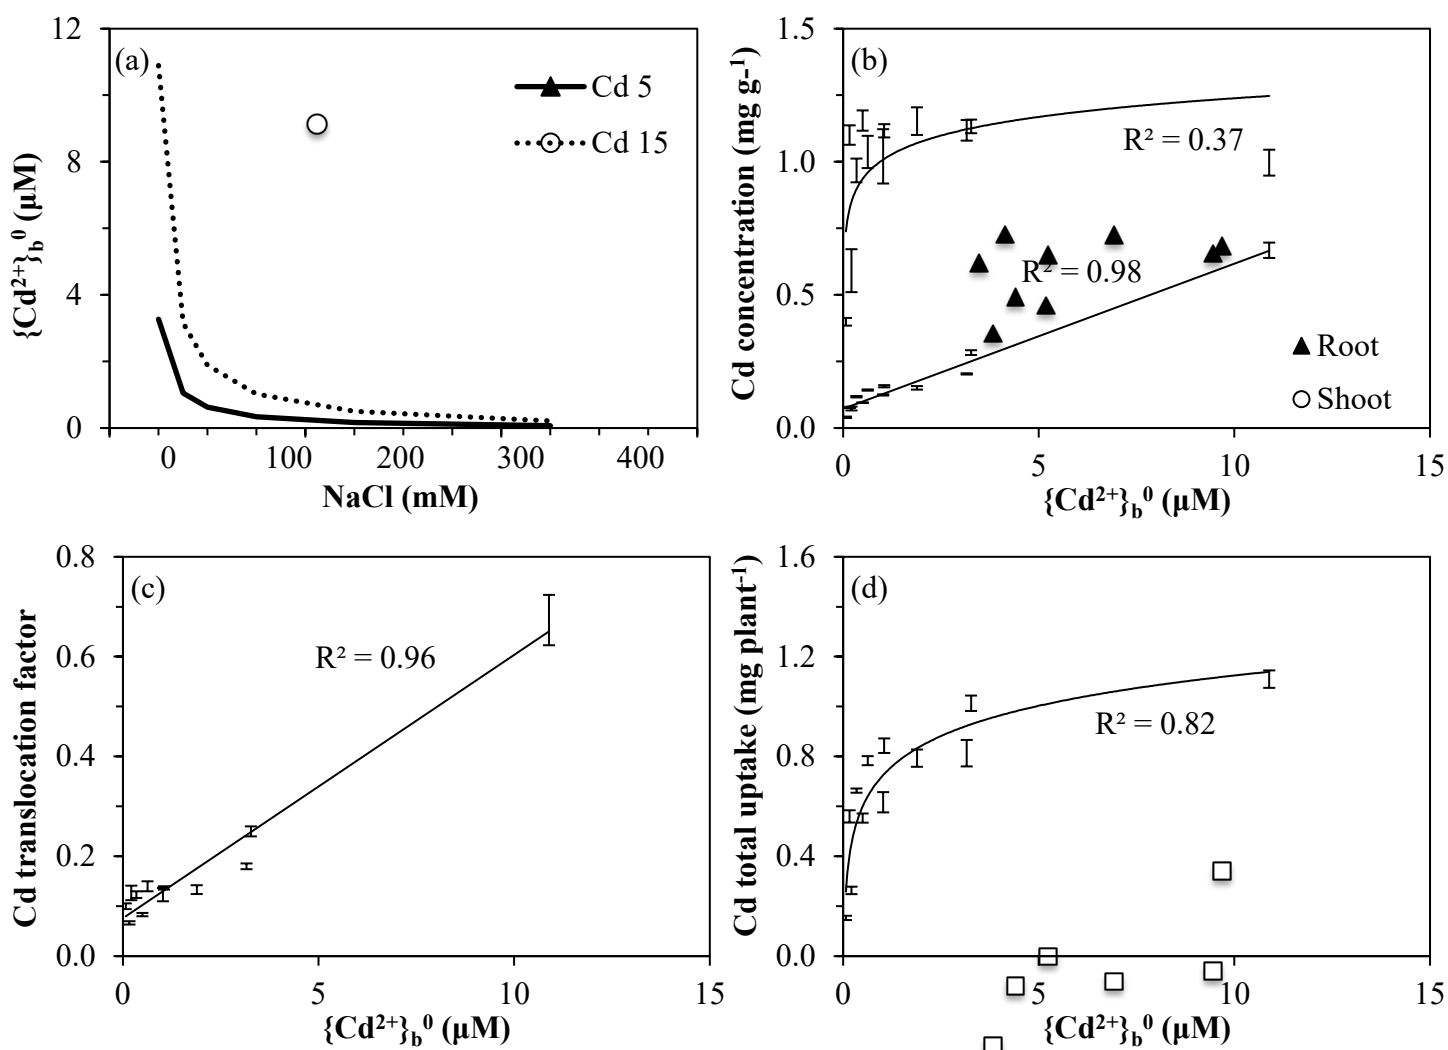 12
8
4
0
{Cd²⁺}b⁰ (µM)
(a)
Cd 5
Cd 15
0 100 200 300 400
NaCl (mM)
1.5
1.0
0.5
0.0
Cd concentration (mg g-¹)
(b)
R² = 0.37
R² = 0.98
Root
Shoot
0 5 10 15
{Cd²⁺}b⁰ (µM)
0.8
0.6
0.4
0.2
0.0
Cd translocation factor
(c)
R² = 0.96
0 5 10 15
{Cd²⁺}b⁰ (µM)
1.6
1.2
0.8
0.4
0.0
Cd total uptake (mg plant⁻¹)
(d)
R² = 0.82
0 5 10 15
{Cd²⁺}b⁰ (µM)